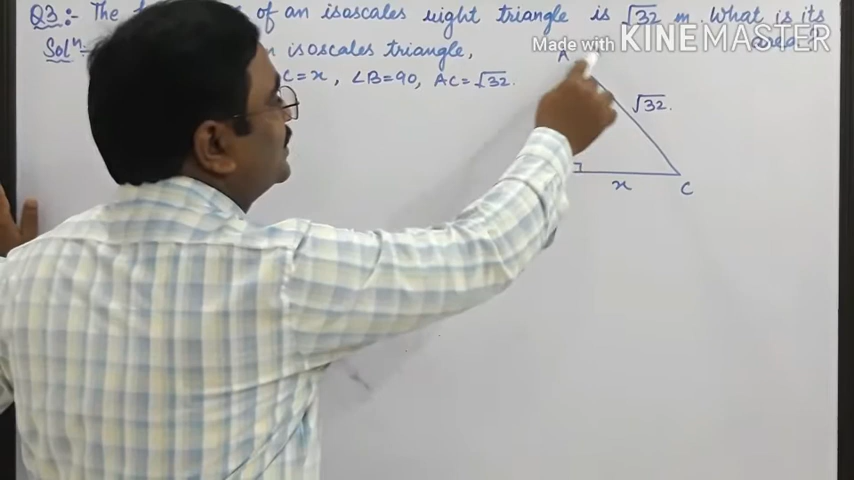 Q3:- The of an isoscales right triangle is √32 m. What is its
Solⁿ:- n isoscales triangle, area?
C = x, ∠B = 90, AC = √32.
Made with KINEMASTER
A
√32.
x
C